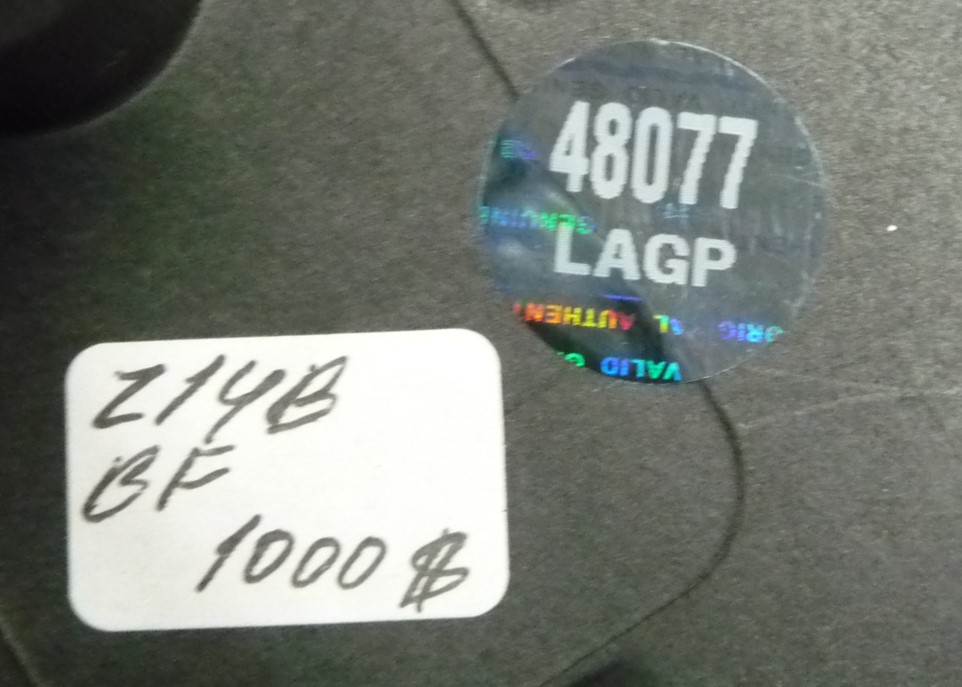 48077
LAGP
GENUINE
ORIG AL AUTHENT
VALID G
Z14B
BF
1000 $